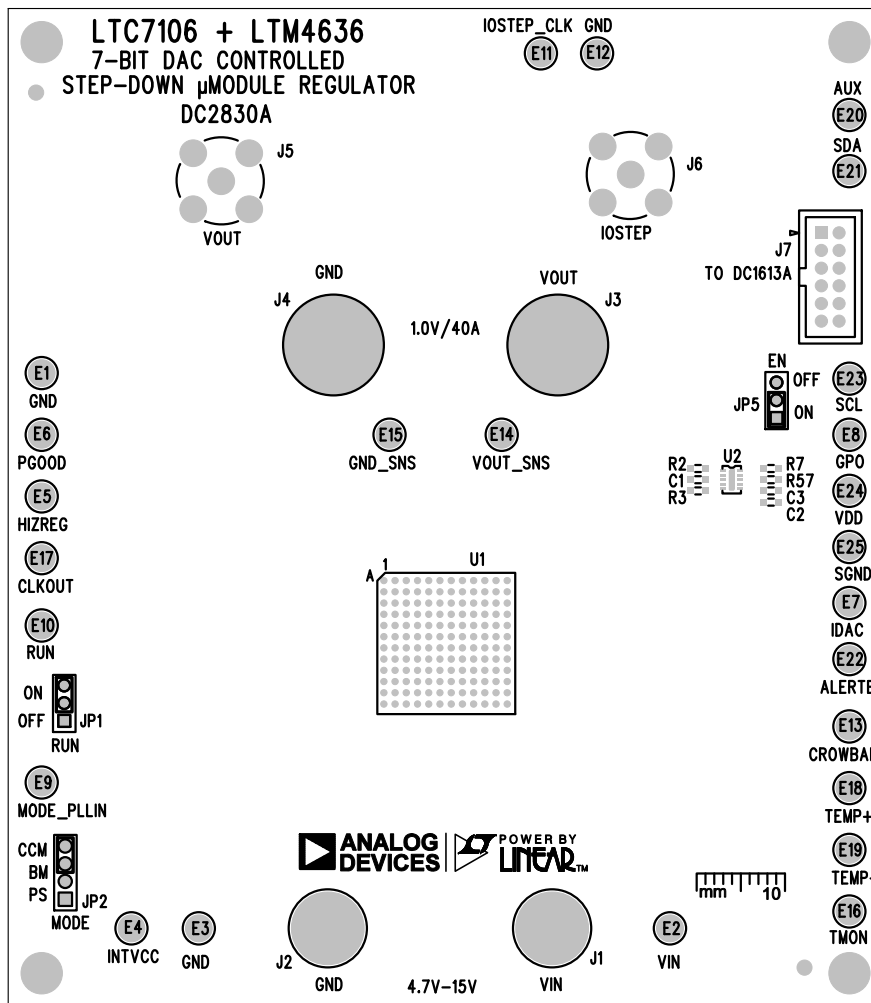 LTC7106 + LTM4636
7-BIT DAC CONTROLLED
STEP-DOWN µMODULE REGULATOR
DC2830A
IOSTEP_CLK GND
E11 E12
AUX
E20
SDA
E21
J5
VOUT
J6
IOSTEP
J7
TO DC1613A
GND
J4
VOUT
J3
1.0V/40A
EN
OFF
JP5
ON
E1
GND
E6
PGOOD
E5
HIZREG
E17
CLKOUT
E10
RUN
E15
GND_SNS
E14
VOUT_SNS
R2
C1
R3
U2
R7
R57
C3
C2
E23
SCL
E8
GPO
E24
VDD
E25
SGND
E7
IDAC
E22
ALERTB
E13
CROWBAR
E18
TEMP+
E19
TEMP-
E16
TMON
1
A
U1
ON
OFF
JP1
RUN
E9
MODE_PLLIN
CCM
BM
PS
JP2
MODE
ANALOG
DEVICES
POWER BY
LINEAR™
mm 10
E4
INTVCC
E3
GND
J2
GND
4.7V-15V
J1
VIN
E2
VIN